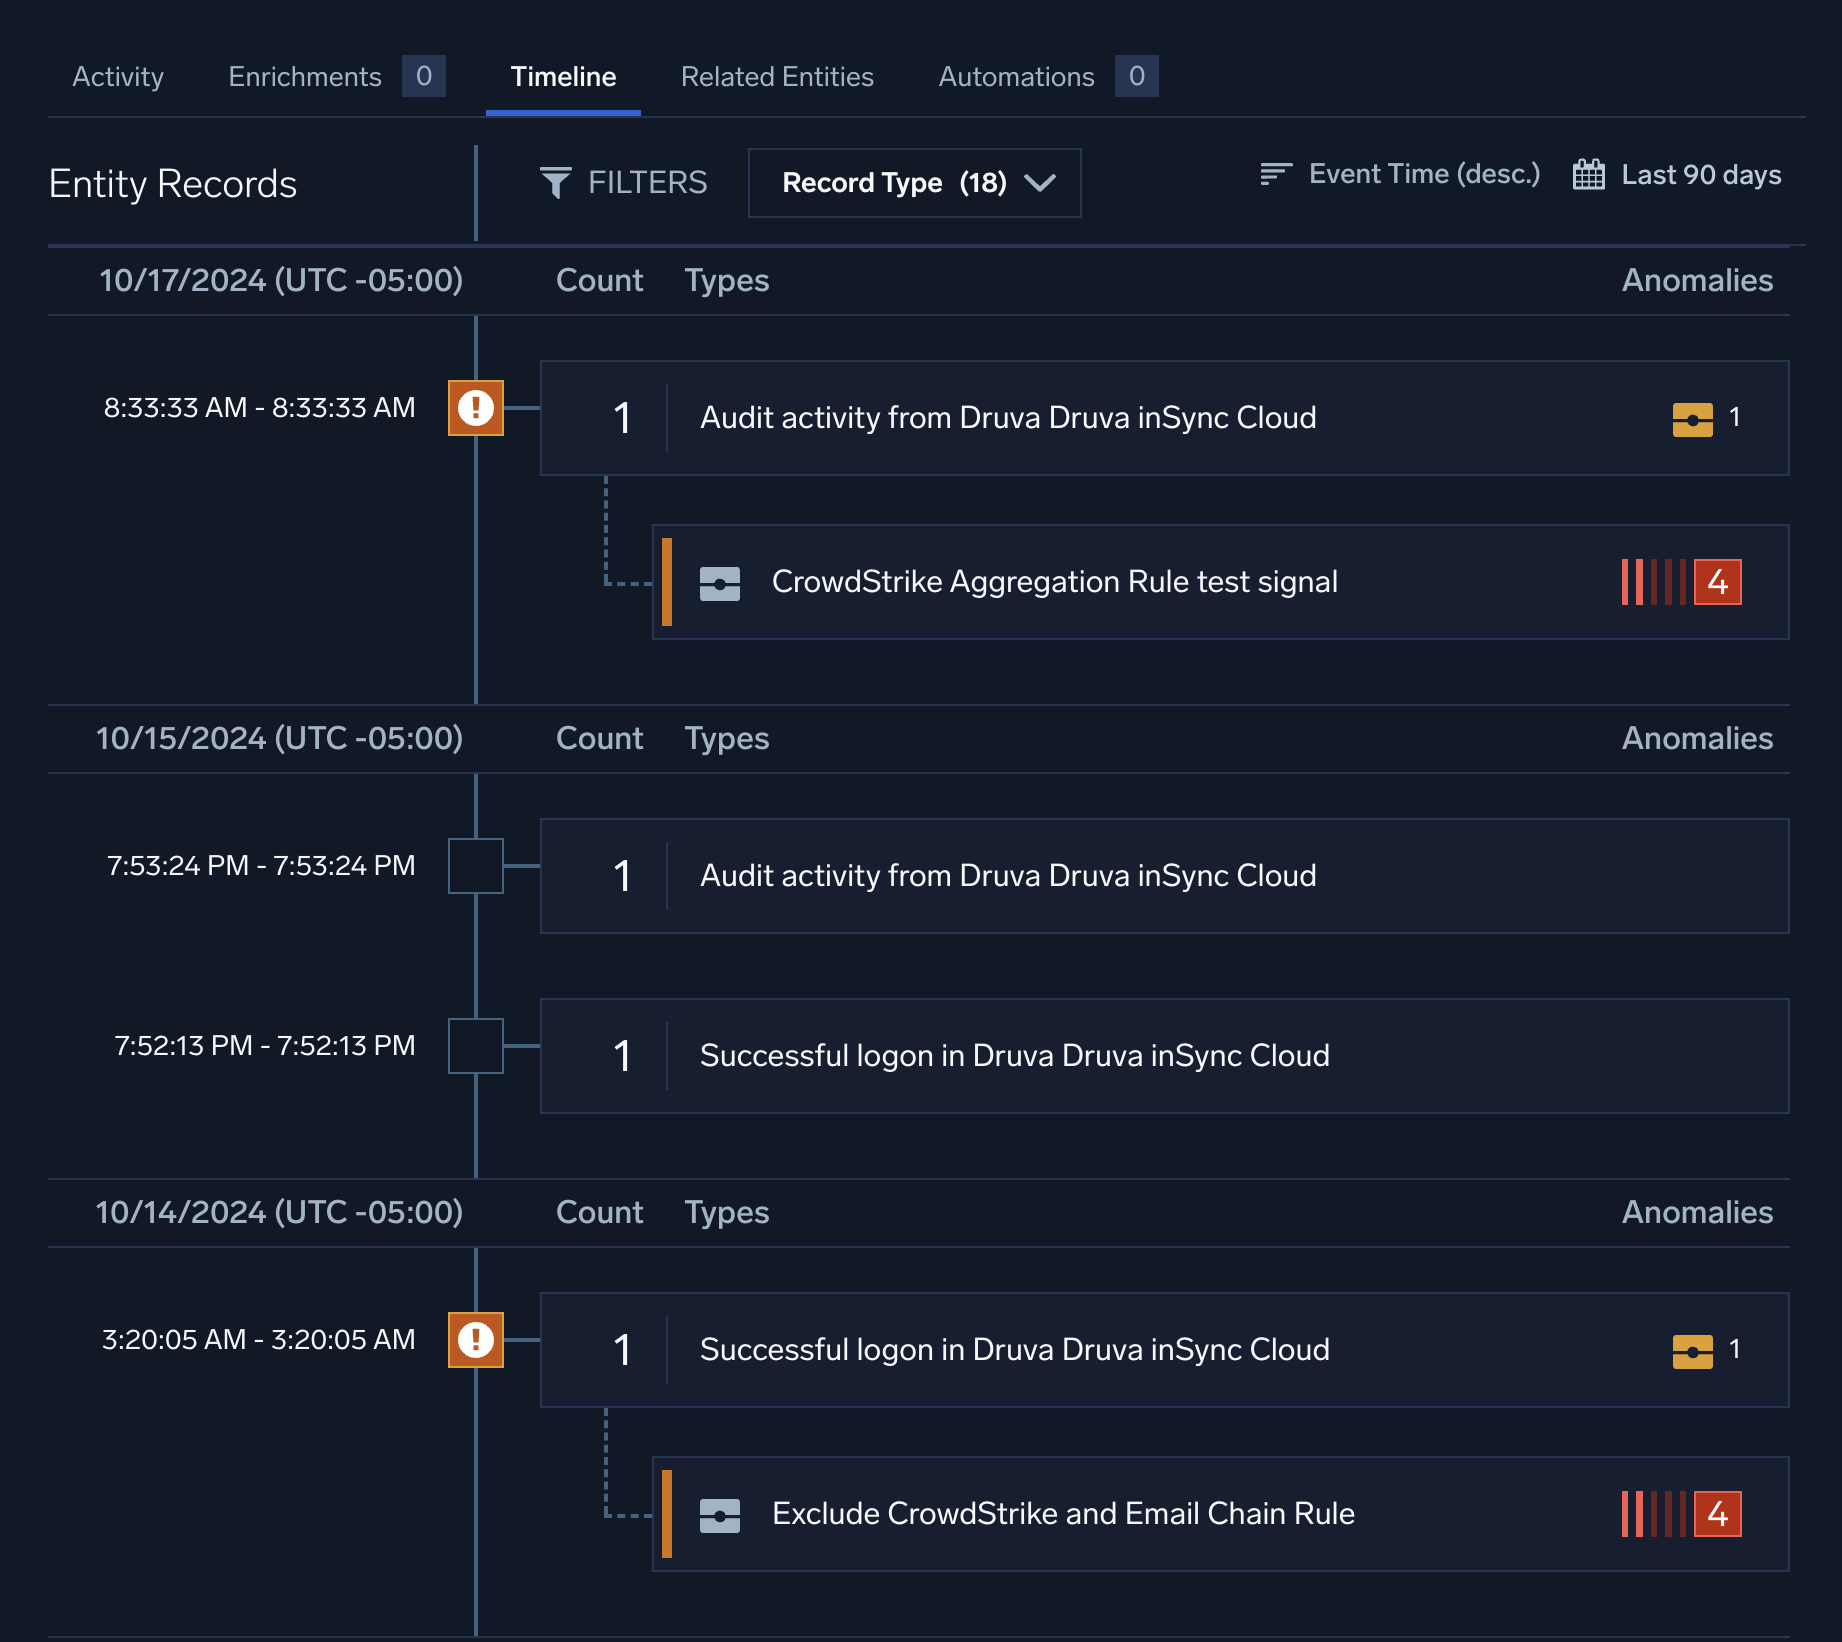 Activity Enrichments 0 Timeline Related Entities Automations 0
Entity Records FILTERS Record Type (18) Event Time (desc.) Last 90 days
10/17/2024 (UTC -05:00) Count Types Anomalies
8:33:33 AM - 8:33:33 AM 1 Audit activity from Druva Druva inSync Cloud 1
CrowdStrike Aggregation Rule test signal 4
10/15/2024 (UTC -05:00) Count Types Anomalies
7:53:24 PM - 7:53:24 PM 1 Audit activity from Druva Druva inSync Cloud
7:52:13 PM - 7:52:13 PM 1 Successful logon in Druva Druva inSync Cloud
10/14/2024 (UTC -05:00) Count Types Anomalies
3:20:05 AM - 3:20:05 AM 1 Successful logon in Druva Druva inSync Cloud 1
Exclude CrowdStrike and Email Chain Rule 4